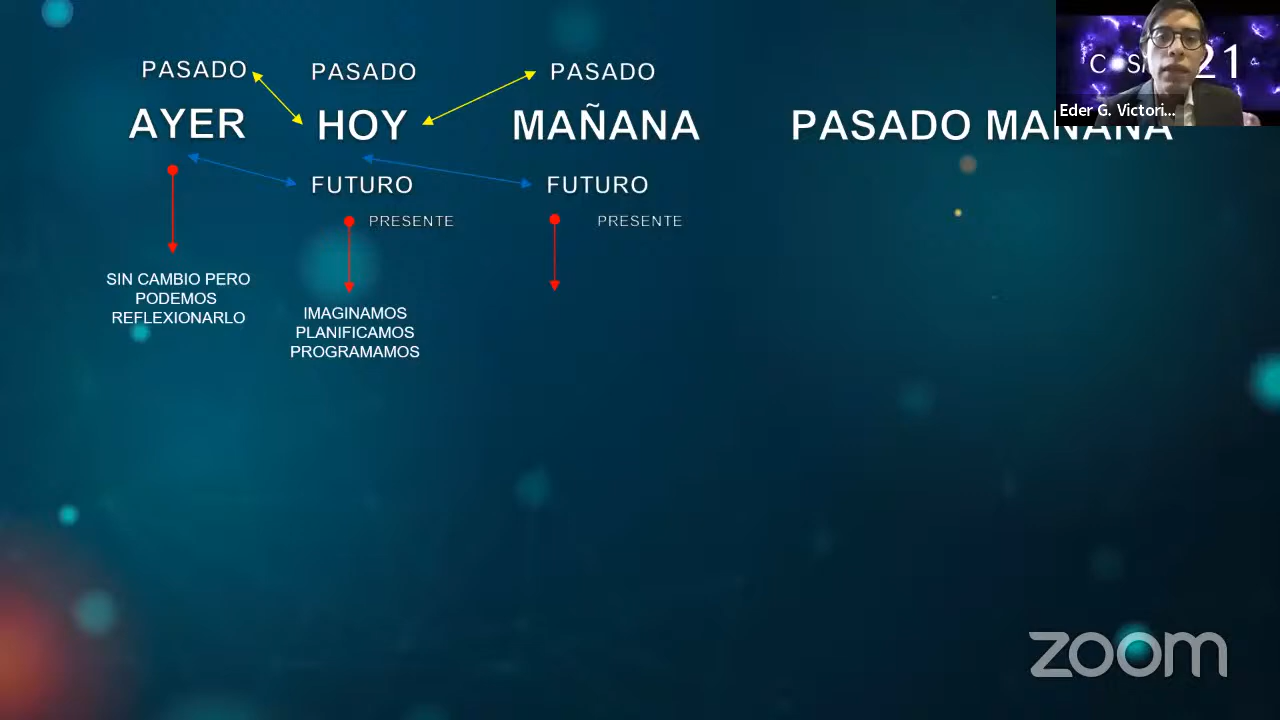 PASADO
PASADO
PASADO
AYER
HOY
MAÑANA
PASADO MAÑANA
FUTURO
FUTURO
PRESENTE
PRESENTE
SIN CAMBIO PERO
PODEMOS
REFLEXIONARLO
IMAGINAMOS
PLANIFICAMOS
PROGRAMAMOS
21
Eder G. Victori...
zoom